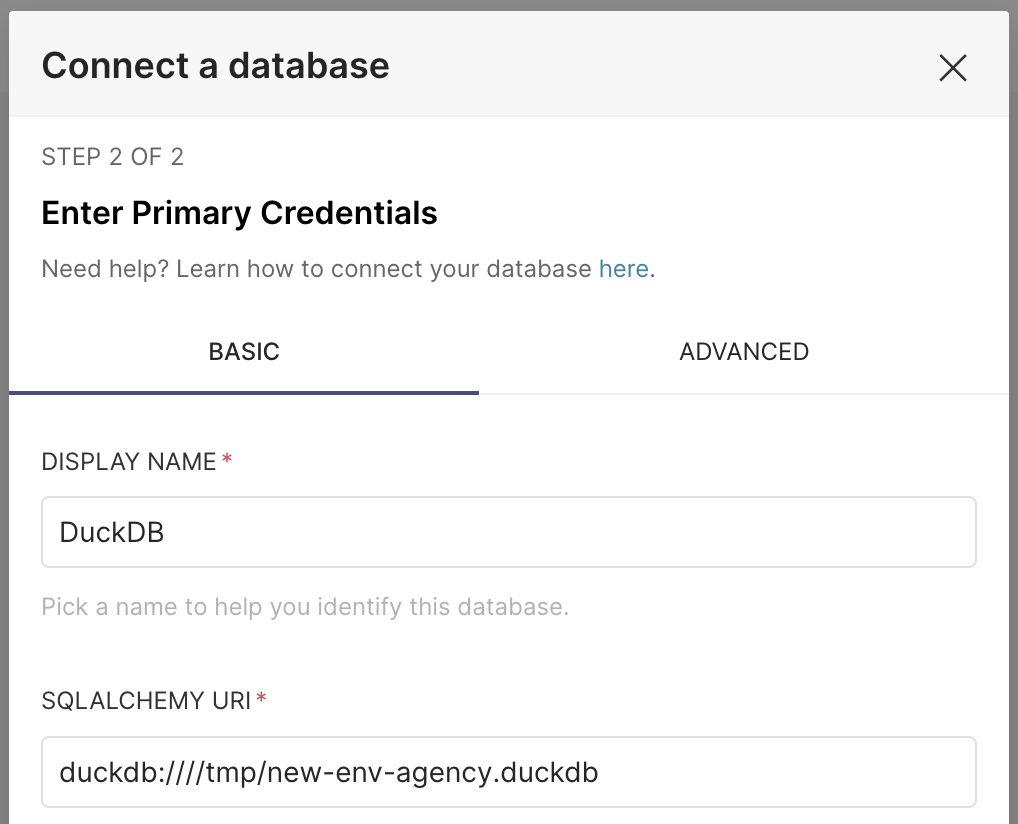 Connect a database
STEP 2 OF 2
Enter Primary Credentials
Need help? Learn how to connect your database here.
BASIC
ADVANCED
DISPLAY NAME *
DuckDB
Pick a name to help you identify this database.
SQLALCHEMY URI *
duckdb:////tmp/new-env-agency.duckdb